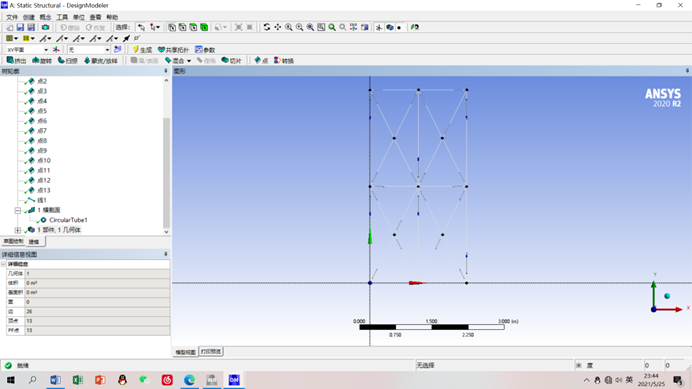 A: Static Structural - DesignModeler
文件 创建 概念 工具 单位 查看 帮助
选择:
XY平面 无 生成 共享拓扑 参数
挤出 旋转 扫掠 蒙皮/放样 混合 切片 点 转换
树轮廓
图形
点2
点3
点4
点5
点6
点7
点8
点9
点10
点11
点12
点13
线1
1 横截面
CircularTube1
1 部件, 1 几何体
草图绘制 建模
详细信息视图
详细信息
几何体 1
体积 0 m³
表面积 0 m²
面 0
边 26
顶点 13
PF点 13
ANSYS
2020 R2
Y
X
0.000 1.500 3.000 (m)
0.750 2.250
模型视图 打印预览
就绪 无选择 米 度 0 0
英
23:44
2021/5/25